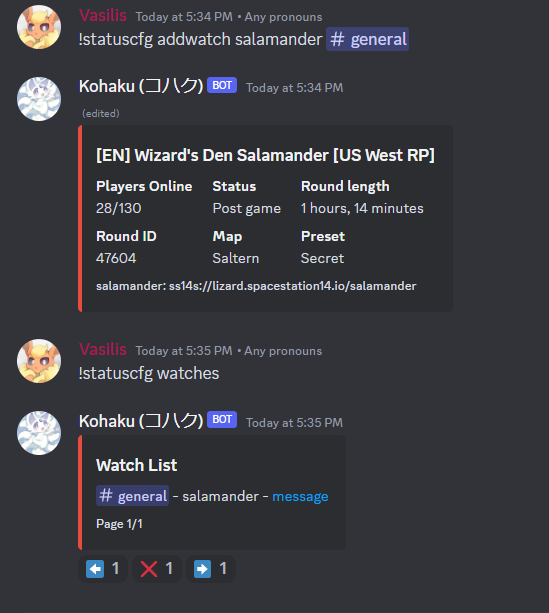 Vasilis Today at 5:34 PM • Any pronouns
!statuscfg addwatch salamander # general
Kohaku (コハク) BOT Today at 5:34 PM
(edited)
[EN] Wizard's Den Salamander [US West RP]
Players Online Status Round length
28/130 Post game 1 hours, 14 minutes
Round ID Map Preset
47604 Saltern Secret
salamander: ss14s://lizard.spacestation14.io/salamander
Vasilis Today at 5:35 PM • Any pronouns
!statuscfg watches
Kohaku (コハク) BOT Today at 5:35 PM
Watch List
# general - salamander - message
Page 1/1
1 1 1